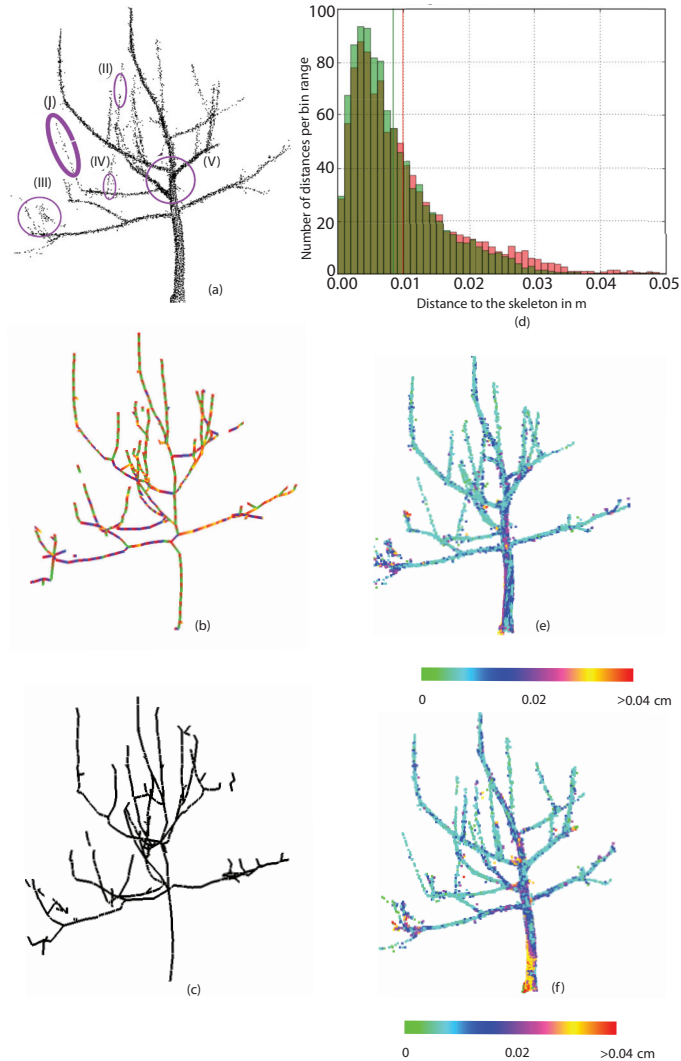 (II)
(J)
(IV)
(V)
(III)
(a)
100
80
60
40
20
0
Number of distances per bin range
0.00 0.01 0.02 0.03 0.04 0.05
Distance to the skeleton in m
(d)
(b)
(e)
0 0.02 >0.04 cm
(c)
(f)
0 0.02 >0.04 cm